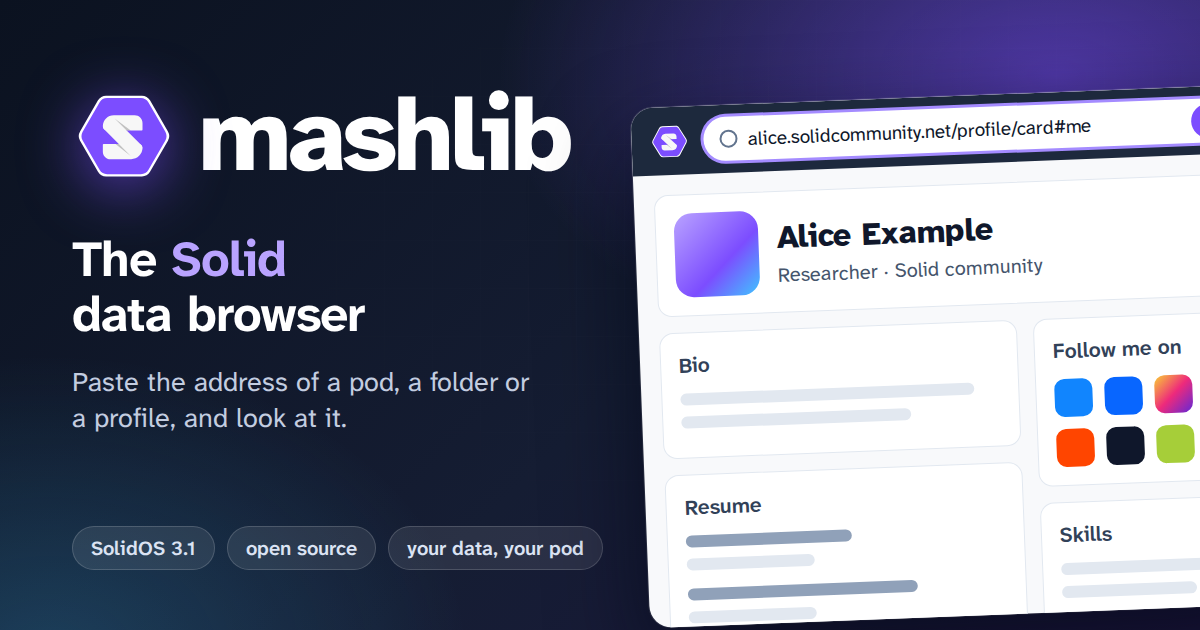 mashlib
The Solid
data browser
Paste the address of a pod, a folder or
a profile, and look at it.
SolidOS 3.1
open source
your data, your pod
alice.solidcommunity.net/profile/card#me
Alice Example
Researcher · Solid community
Bio
Follow me on
Resume
Skills